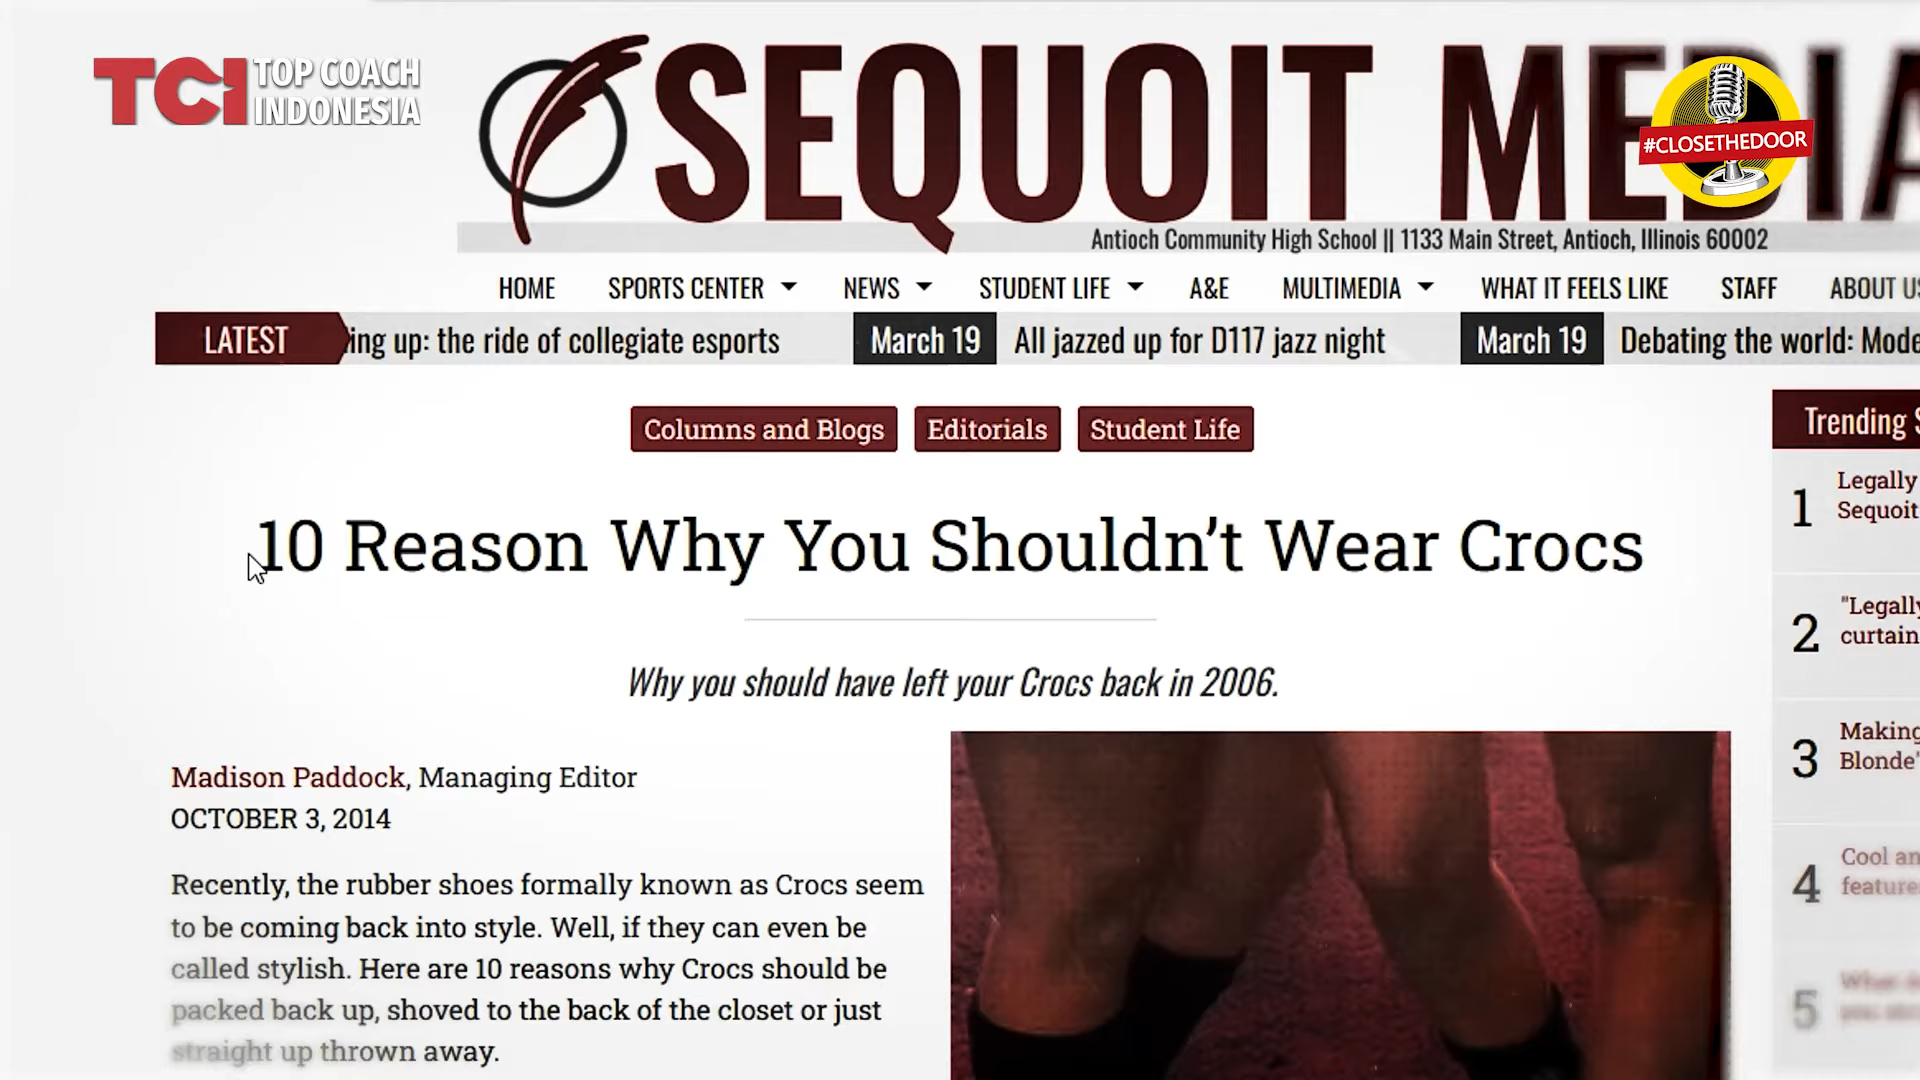 TCI TOP COACH
INDONESIA
SEQUOIT MEDIA
#CLOSETHEDOOR
Antioch Community High School || 1133 Main Street, Antioch, Illinois 60002
HOME SPORTS CENTER NEWS STUDENT LIFE A&E MULTIMEDIA WHAT IT FEELS LIKE STAFF ABOUT US
LATEST ing up: the ride of collegiate esports March 19 All jazzed up for D117 jazz night March 19 Debating the world: Mode
Columns and Blogs Editorials Student Life
Trending S
10 Reason Why You Shouldn't Wear Crocs
Why you should have left your Crocs back in 2006.
Madison Paddock, Managing Editor
OCTOBER 3, 2014
Recently, the rubber shoes formally known as Crocs seem
to be coming back into style. Well, if they can even be
called stylish. Here are 10 reasons why Crocs should be
packed back up, shoved to the back of the closet or just
straight up thrown away.
1 Legally
Sequoit
2 "Legally
curtain
3 Making
Blonde"
4 Cool an
feature
5 What
you